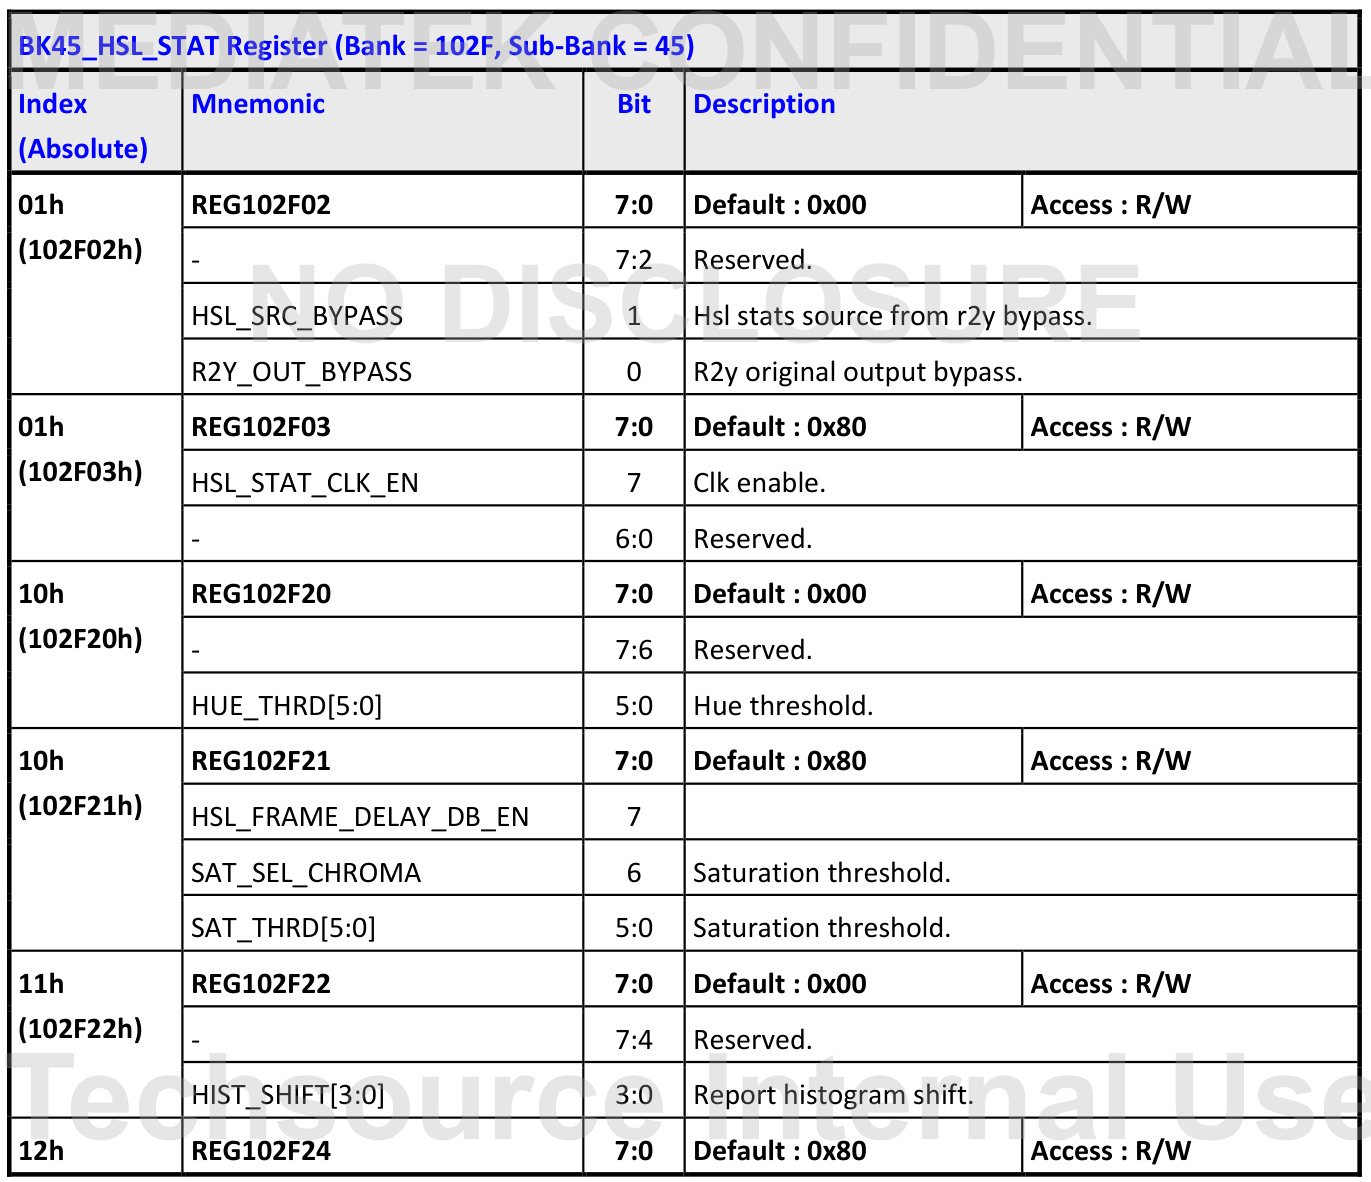 MEDIATEK CONFIDENTIAL
BK45_HSL_STAT Register (Bank = 102F, Sub-Bank = 45)
Index (Absolute) Mnemonic Bit Description
01h (102F02h) REG102F02 7:0 Default : 0x00 Access : R/W
- 7:2 Reserved.
NO DISCLOSURE
HSL_SRC_BYPASS 1 Hsl stats source from r2y bypass.
R2Y_OUT_BYPASS 0 R2y original output bypass.
01h (102F03h) REG102F03 7:0 Default : 0x80 Access : R/W
HSL_STAT_CLK_EN 7 Clk enable.
- 6:0 Reserved.
10h (102F20h) REG102F20 7:0 Default : 0x00 Access : R/W
- 7:6 Reserved.
HUE_THRD[5:0] 5:0 Hue threshold.
10h (102F21h) REG102F21 7:0 Default : 0x80 Access : R/W
HSL_FRAME_DELAY_DB_EN 7
SAT_SEL_CHROMA 6 Saturation threshold.
SAT_THRD[5:0] 5:0 Saturation threshold.
11h (102F22h) REG102F22 7:0 Default : 0x00 Access : R/W
- 7:4 Reserved.
Techsource Internal Use
HIST_SHIFT[3:0] 3:0 Report histogram shift.
12h REG102F24 7:0 Default : 0x80 Access : R/W